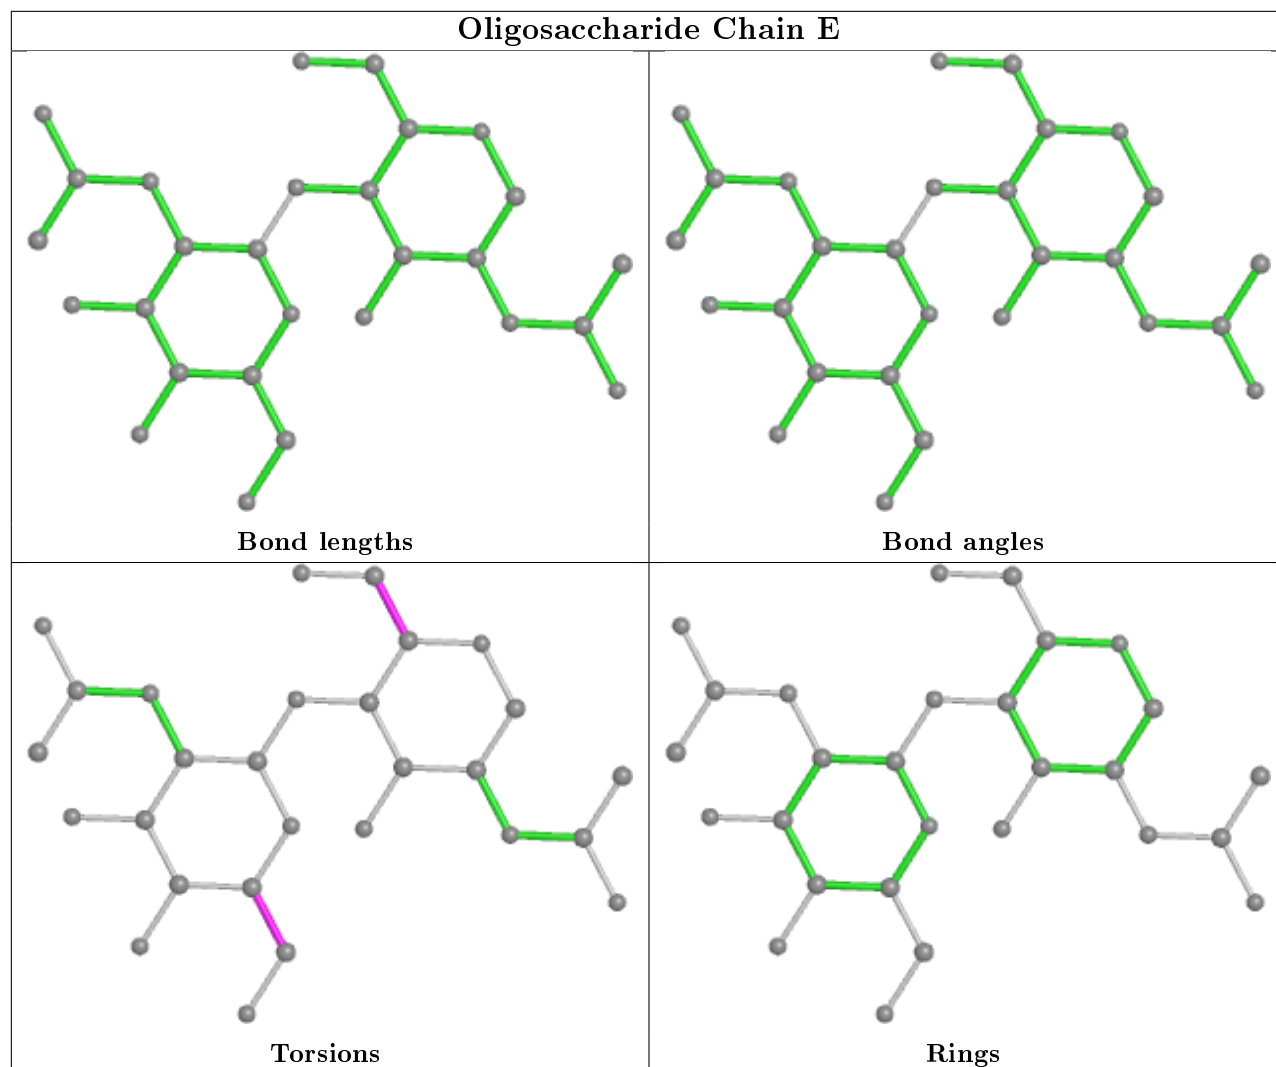 Oligosaccharide Chain E
Bond lengths
Bond angles
Torsions
Rings